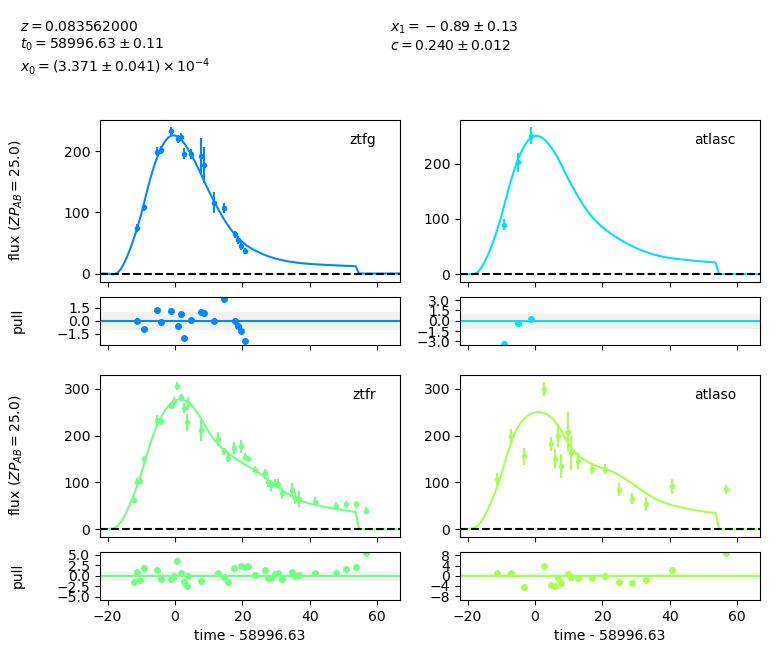 z = 0.083562000
t₀ = 58996.63 ± 0.11
x₀ = (3.371 ± 0.041) × 10⁻⁴
x₁ = −0.89 ± 0.13
c = 0.240 ± 0.012
flux (ZP_AB = 25.0)
200
100
0
ztfg
200
100
0
atlasc
pull
1.5
0.0
−1.5
3.0
1.5
0.0
−1.5
−3.0
flux (ZP_AB = 25.0)
300
200
100
0
ztfr
300
200
100
0
atlaso
pull
5.0
2.5
0.0
−2.5
−5.0
−20 0 20 40 60
time - 58996.63
8
4
0
−4
−8
−20 0 20 40 60
time - 58996.63